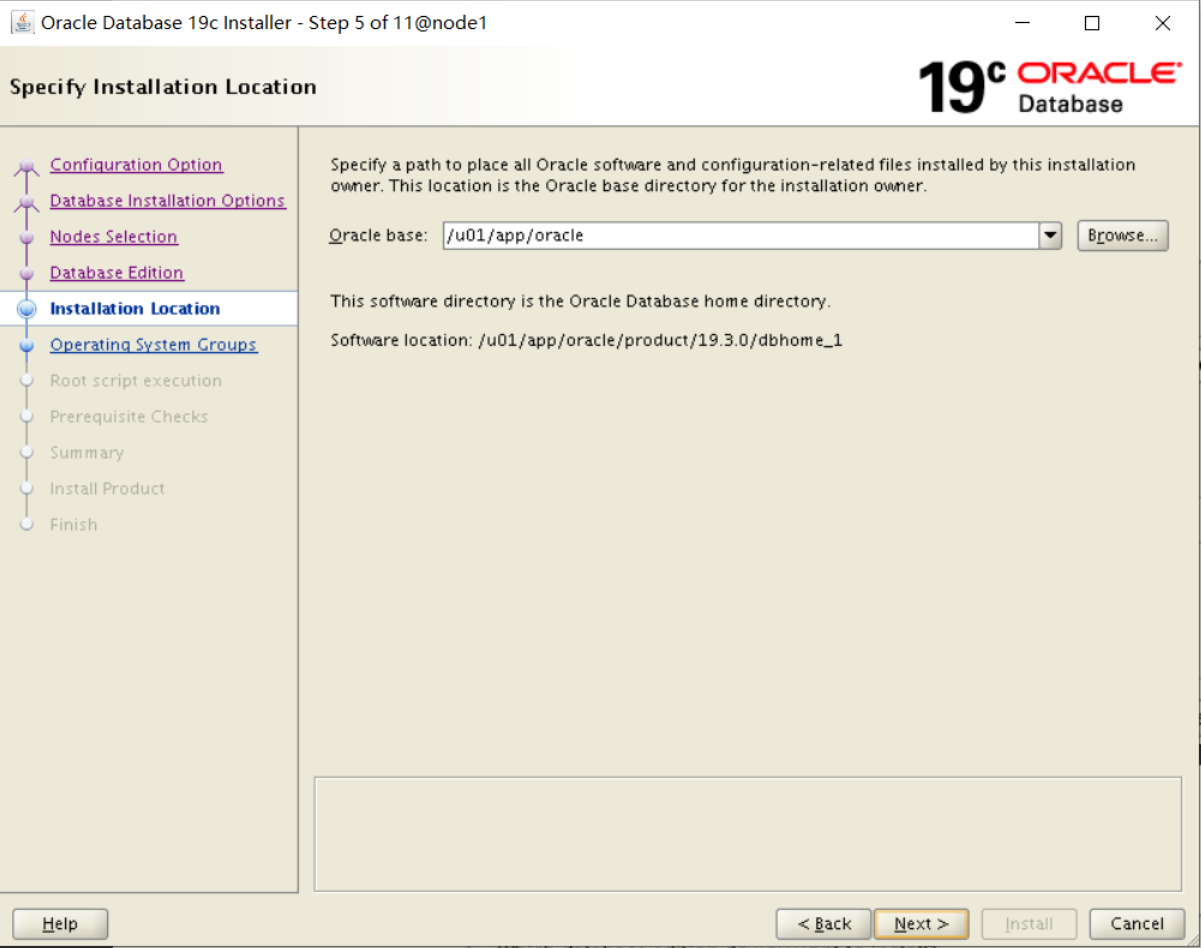 Oracle Database 19c Installer - Step 5 of 11@node1
Specify Installation Location
19c ORACLE
Database
Configuration Option
Database Installation Options
Nodes Selection
Database Edition
Installation Location
Operating System Groups
Root script execution
Prerequisite Checks
Summary
Install Product
Finish
Specify a path to place all Oracle software and configuration-related files installed by this installation
owner. This location is the Oracle base directory for the installation owner.
Oracle base: /u01/app/oracle Browse...
This software directory is the Oracle Database home directory.
Software location: /u01/app/oracle/product/19.3.0/dbhome_1
Help < Back Next > Install Cancel